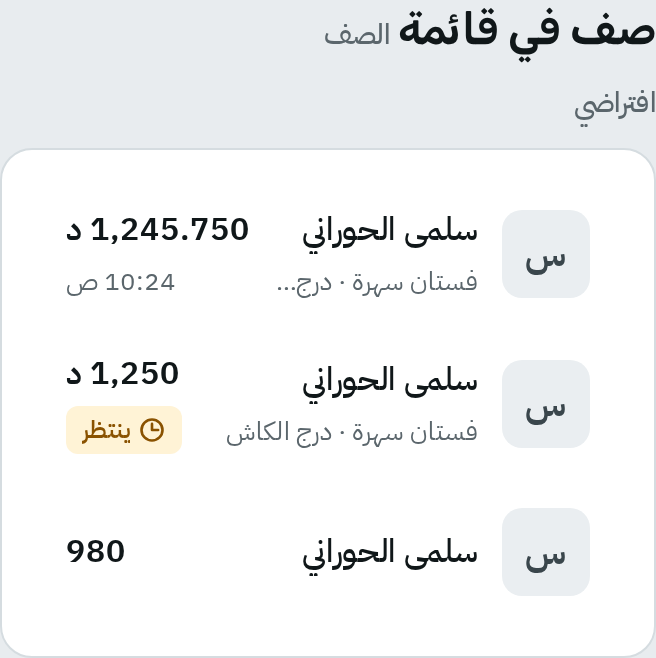 صف في قائمة الصف
افتراضي
س
سلمى الحوراني
1,245.750 د
فستان سهرة · درج...
10:24 ص
س
سلمى الحوراني
1,250 د
فستان سهرة · درج الكاش
ينتظر
س
سلمى الحوراني
980